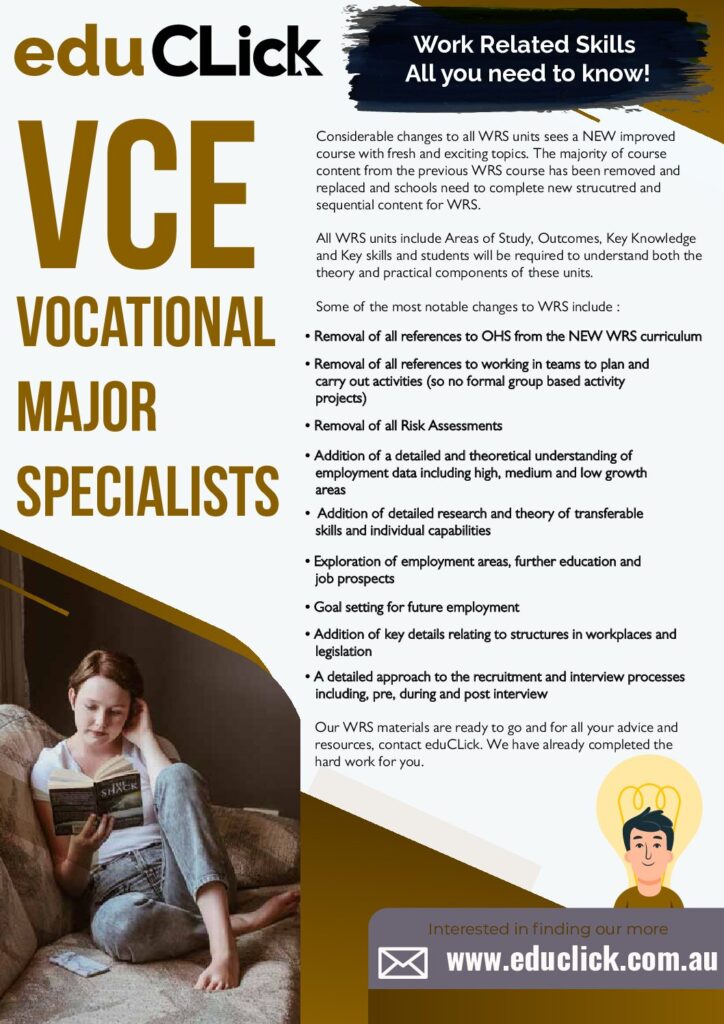 eduCLick
Work Related Skills
All you need to know!
VCE
VOCATIONAL
MAJOR
SPECIALISTS
Considerable changes to all WRS units sees a NEW improved
course with fresh and exciting topics. The majority of course
content from the previous WRS course has been removed and
replaced and schools need to complete new strucutred and
sequential content for WRS.
All WRS units include Areas of Study, Outcomes, Key Knowledge
and Key skills and students will be required to understand both the
theory and practical components of these units.
Some of the most notable changes to WRS include :
• Removal of all references to OHS from the NEW WRS curriculum
• Removal of all references to working in teams to plan and
carry out activities (so no formal group based activity
projects)
• Removal of all Risk Assessments
• Addition of a detailed and theoretical understanding of
employment data including high, medium and low growth
areas
• Addition of detailed research and theory of transferable
skills and individual capabilities
• Exploration of employment areas, further education and
job prospects
• Goal setting for future employment
• Addition of key details relating to structures in workplaces and
legislation
• A detailed approach to the recruitment and interview processes
including, pre, during and post interview
Our WRS materials are ready to go and for all your advice and
resources, contact eduCLick. We have already completed the
hard work for you.
THE
SHACK
Interested in finding our more
www.educlick.com.au